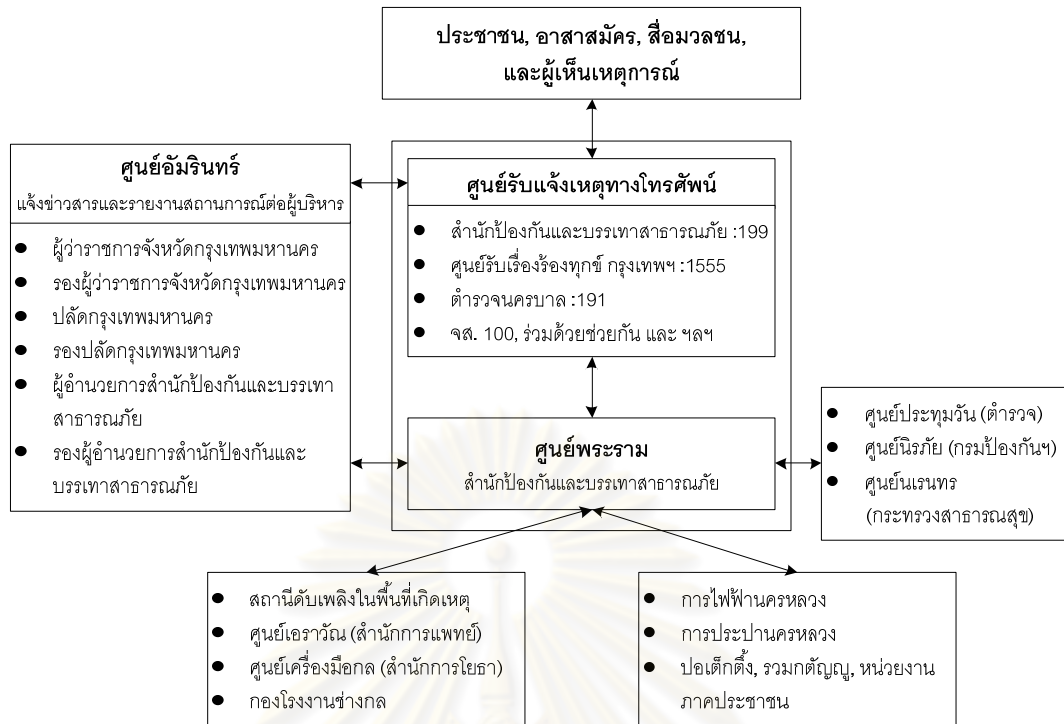 ประชาชน, อาสาสมัคร, สื่อมวลชน,
และผู้เห็นเหตุการณ์
ศูนย์อัมรินทร์
แจ้งข่าวสารและรายงานสถานการณ์ต่อผู้บริหาร
● ผู้ว่าราชการจังหวัดกรุงเทพมหานคร
● รองผู้ว่าราชการจังหวัดกรุงเทพมหานคร
● ปลัดกรุงเทพมหานคร
● รองปลัดกรุงเทพมหานคร
● ผู้อำนวยการสำนักป้องกันและบรรเทา
สาธารณภัย
● รองผู้อำนวยการสำนักป้องกันและ
บรรเทาสาธารณภัย
ศูนย์รับแจ้งเหตุทางโทรศัพท์
● สำนักป้องกันและบรรเทาสาธารณภัย :199
● ศูนย์รับเรื่องร้องทุกข์ กรุงเทพฯ :1555
● ตำรวจนครบาล :191
● จส. 100, ร่วมด้วยช่วยกัน และ ฯลฯ
ศูนย์พระราม
สำนักป้องกันและบรรเทาสาธารณภัย
● ศูนย์ประทุมวัน (ตำรวจ)
● ศูนย์นิรภัย (กรมป้องกันฯ)
● ศูนย์นเรนทร
(กระทรวงสาธารณสุข)
● สถานีดับเพลิงในพื้นที่เกิดเหตุ
● ศูนย์เอราวัณ (สำนักการแพทย์)
● ศูนย์เครื่องมือกล (สำนักการโยธา)
● กองโรงงานช่างกล
● การไฟฟ้านครหลวง
● การประปานครหลวง
● ปอเต็กตึ้ง, รวมกตัญญู, หน่วยงาน
ภาคประชาชน